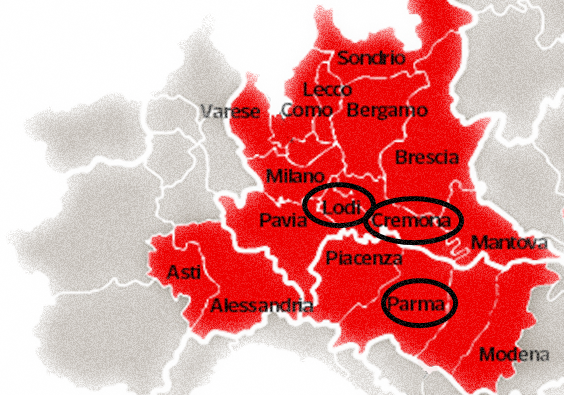 Sondrio
Lecco
Varese Como Bergamo
Brescia
Milano
Lodi
Pavia Cremona
Mantova
Piacenza
Asti
Alessandria Parma
Modena